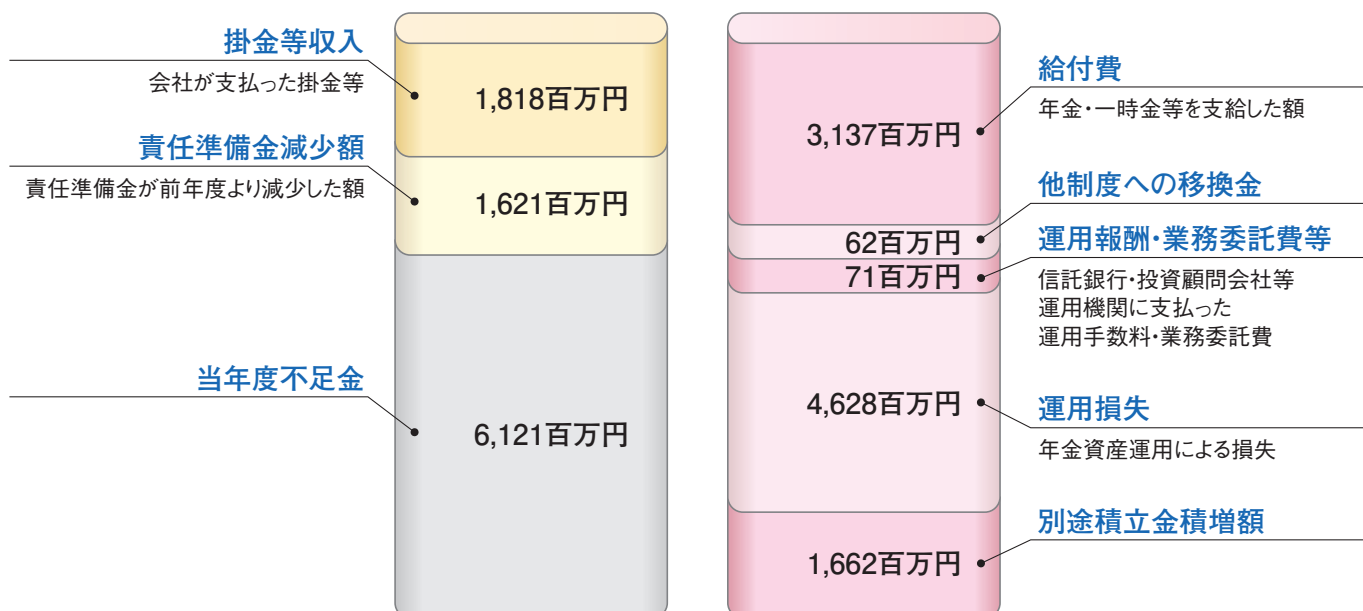 掛金等収入
会社が支払った掛金等
1,818百万円
責任準備金減少額
責任準備金が前年度より減少した額
1,621百万円
当年度不足金
6,121百万円
給付費
年金・一時金等を支給した額
3,137百万円
他制度への移換金
62百万円
運用報酬・業務委託費等
71百万円
信託銀行・投資顧問会社等
運用機関に支払った
運用手数料・業務委託費
運用損失
4,628百万円
年金資産運用による損失
別途積立金積増額
1,662百万円